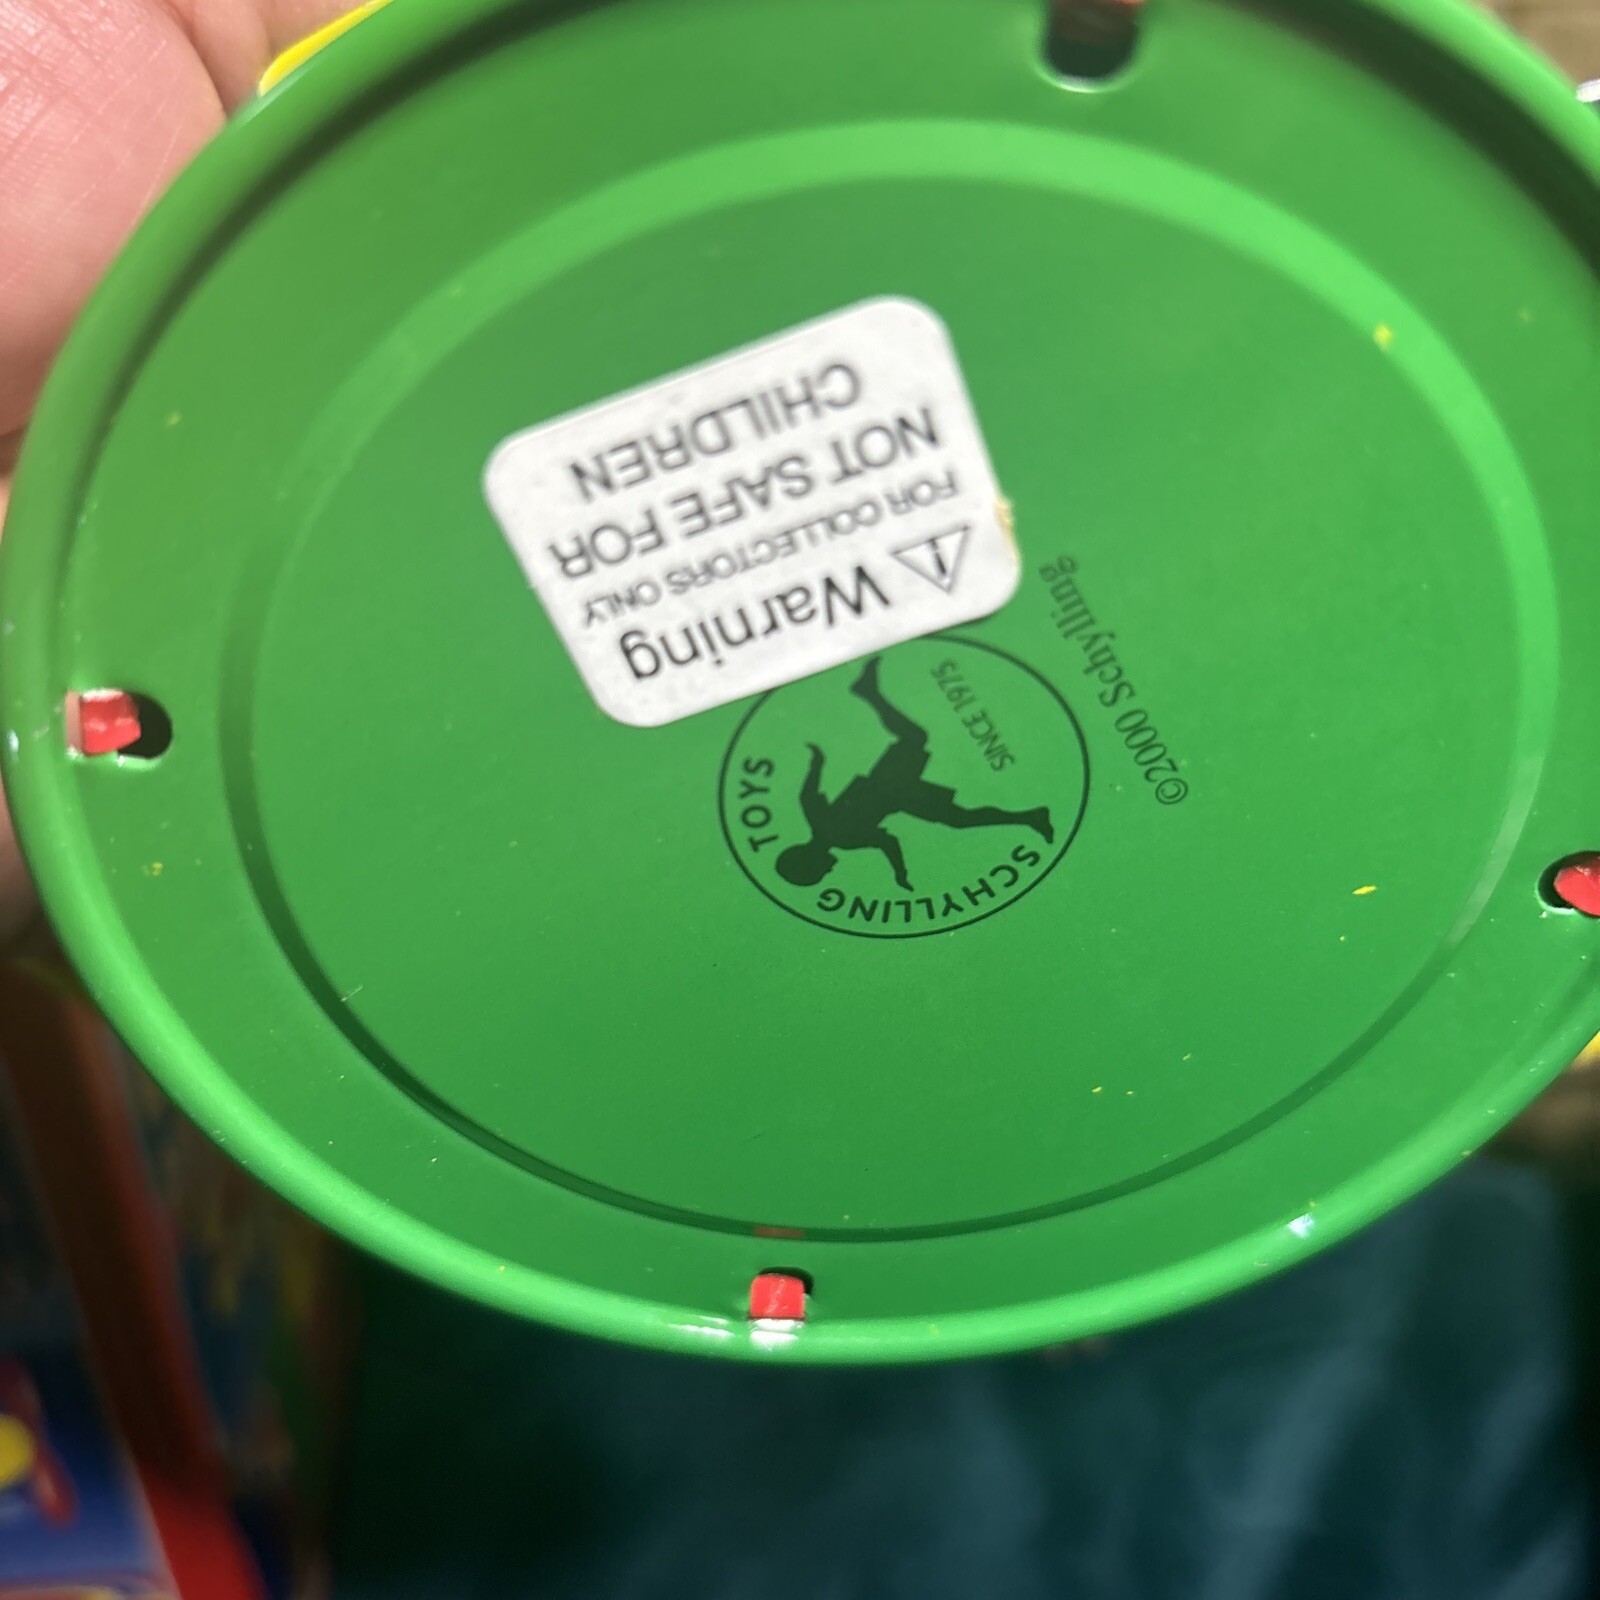 Warning
FOR COLLECTORS ONLY
NOT SAFE FOR
CHILDREN
SCHYLLING TOYS
SINCE 1975
©2000 Schylling